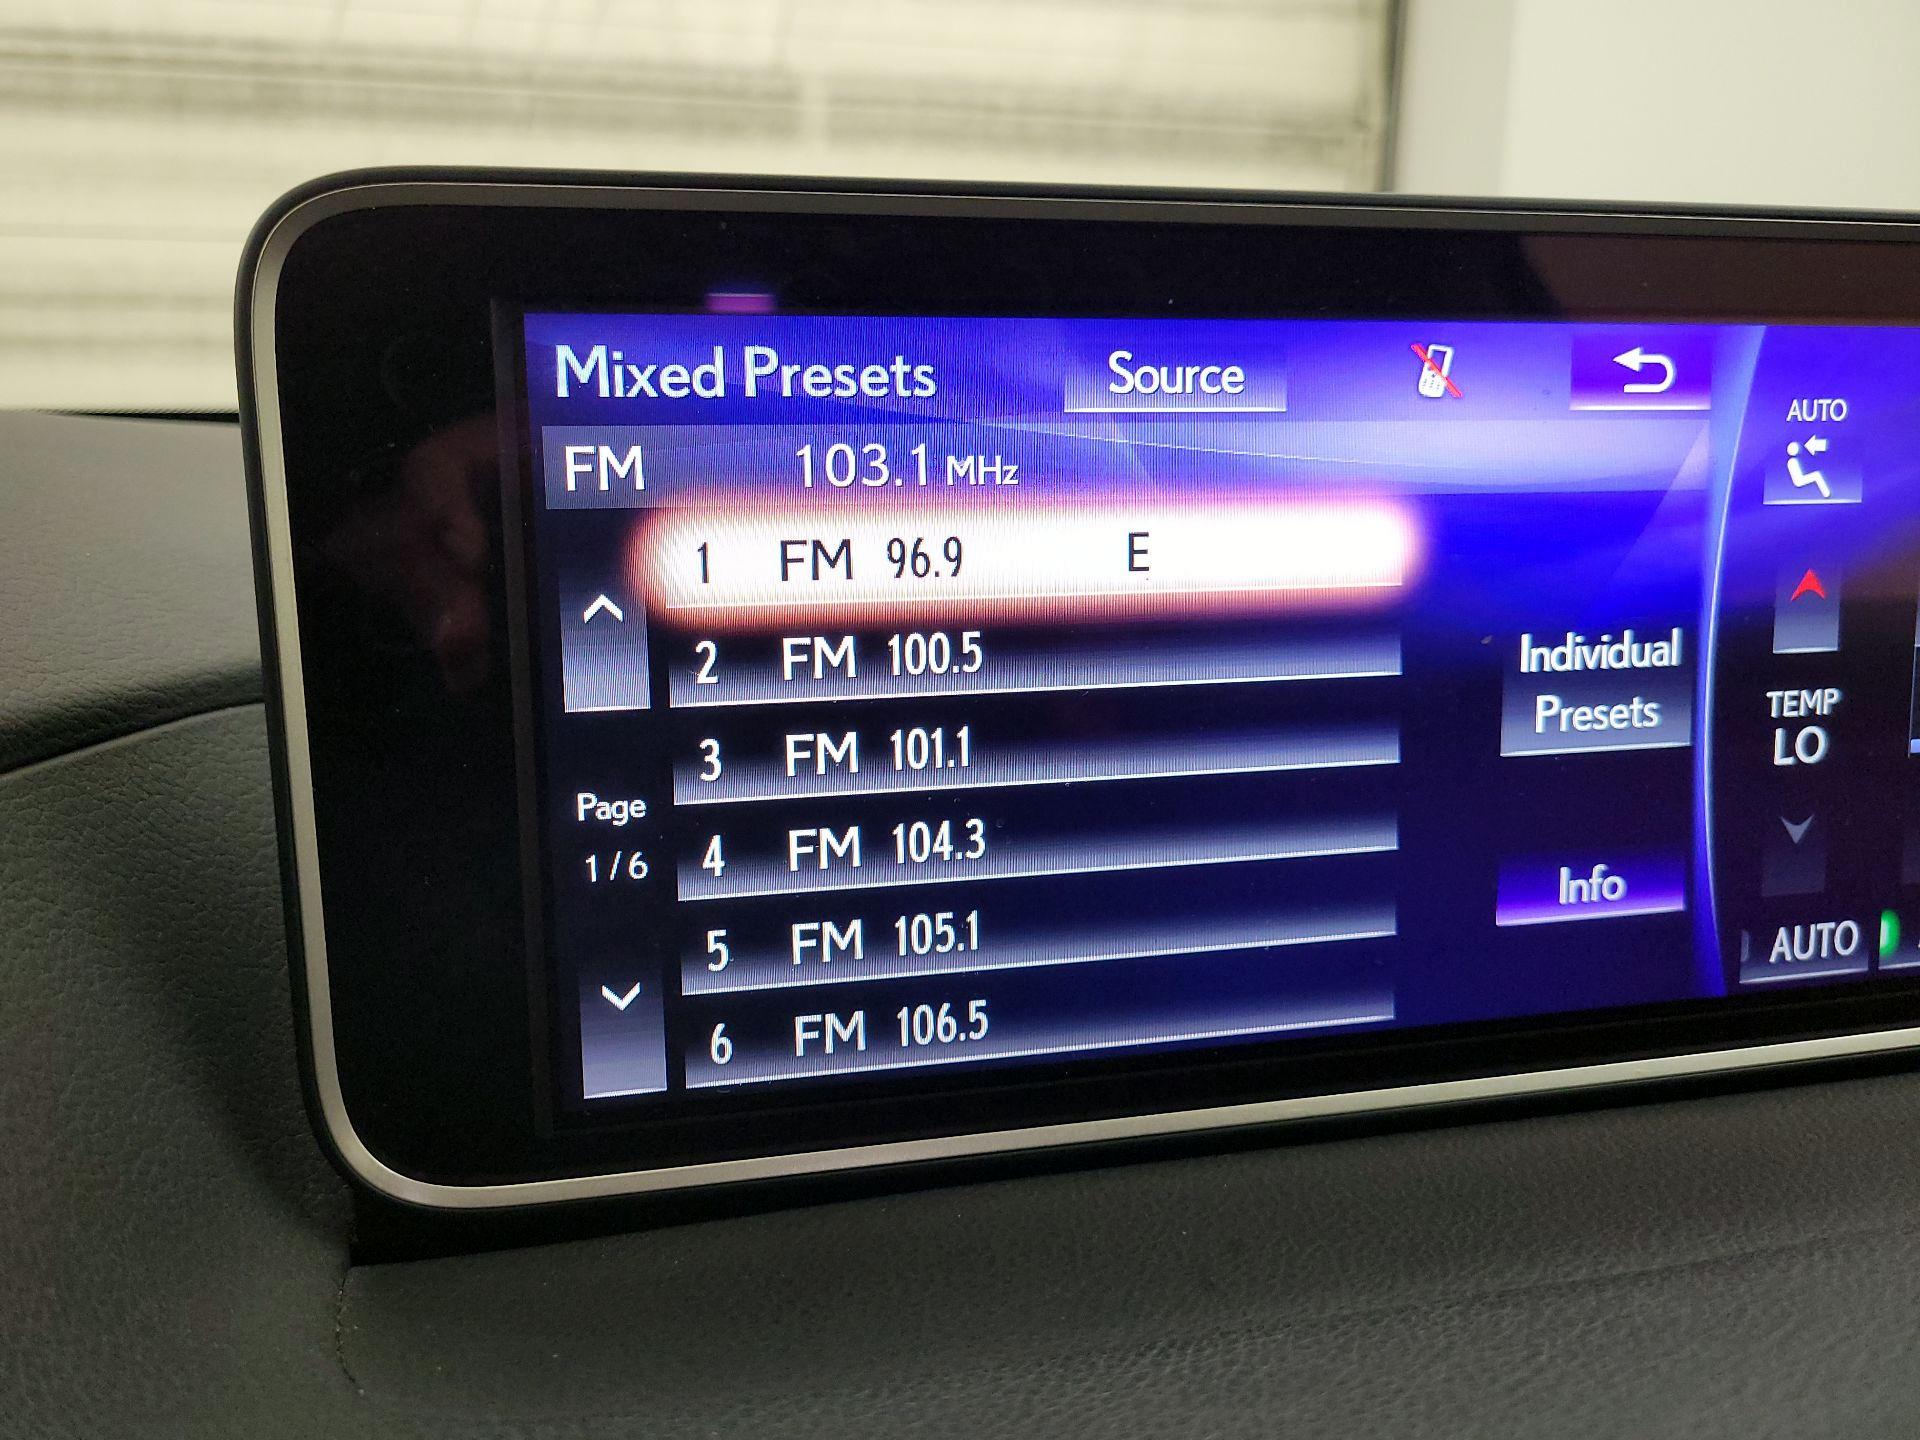 Mixed Presets Source
FM 103.1 MHz
1 FM 96.9 E
2 FM 100.5
3 FM 101.1
4 FM 104.3
5 FM 105.1
6 FM 106.5
Page
1 / 6
Individual
Presets
Info
AUTO
TEMP
LO
AUTO